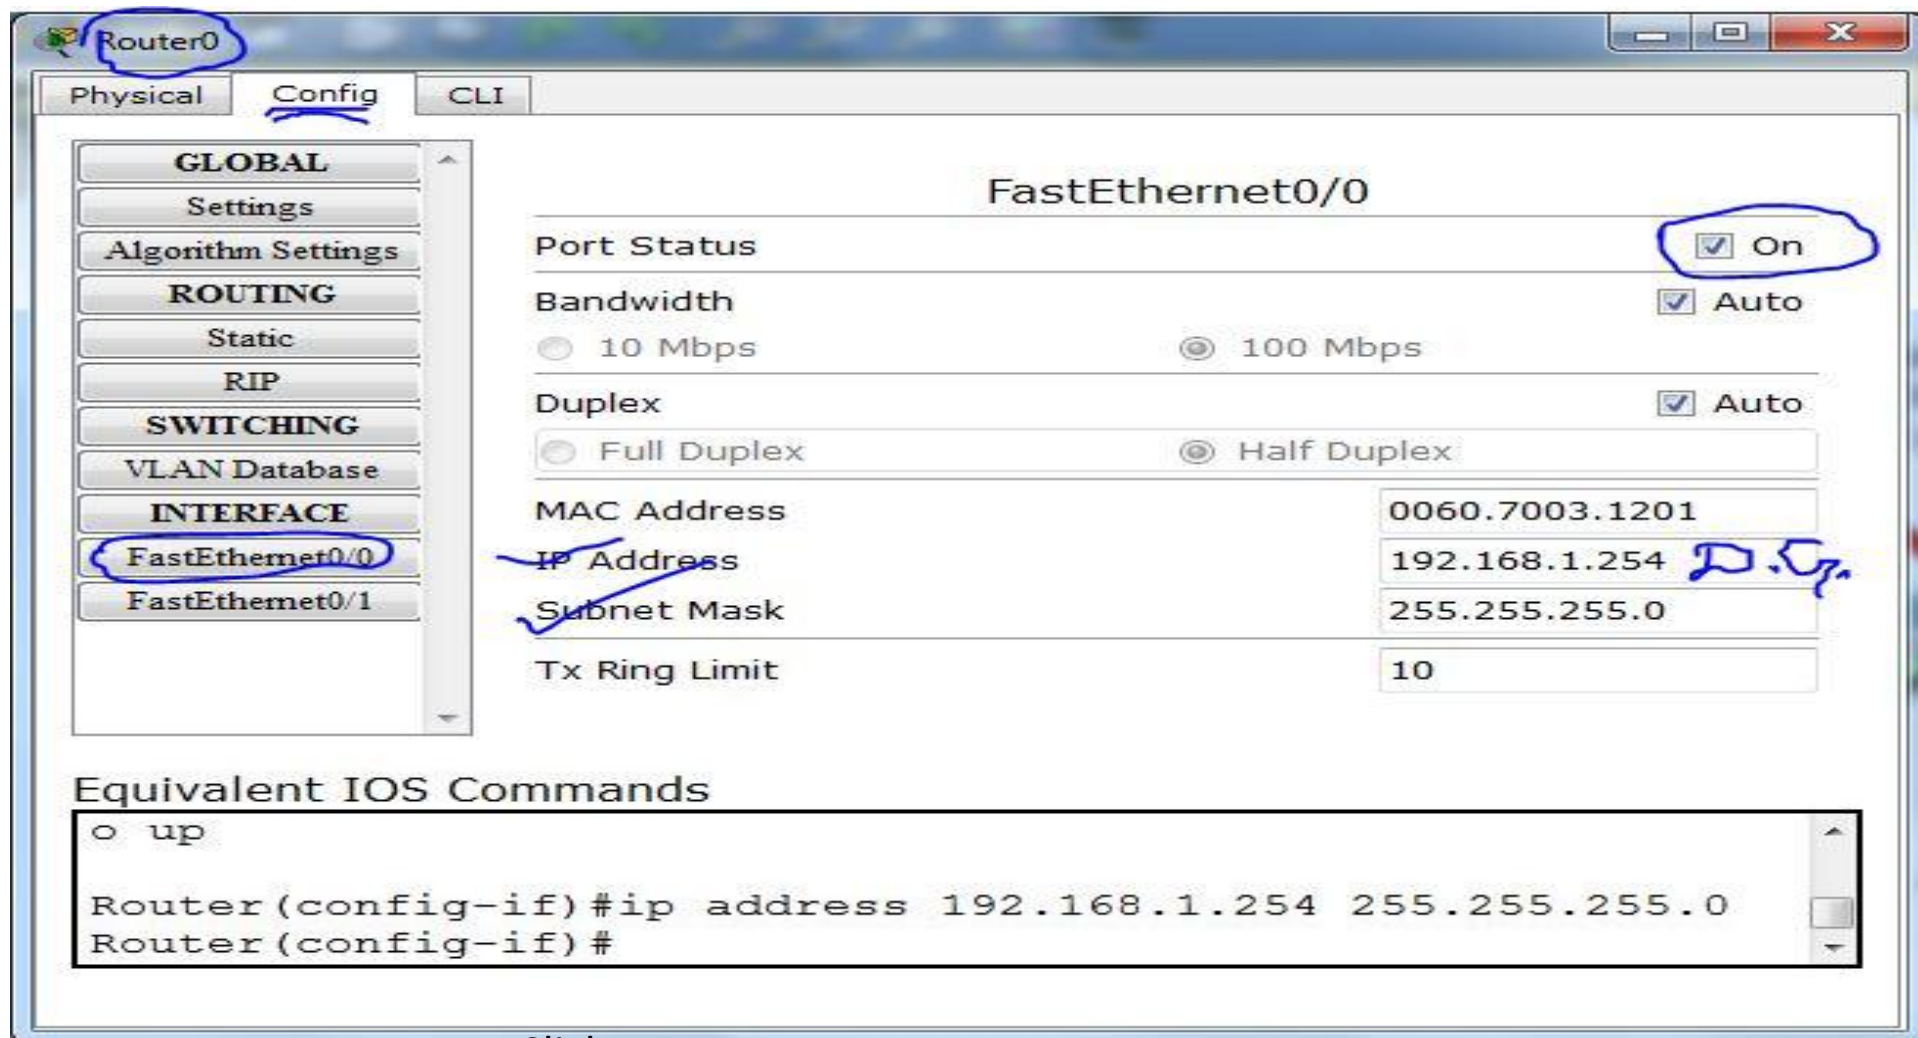 Router0
Physical Config CLI
GLOBAL
Settings
Algorithm Settings
ROUTING
Static
RIP
SWITCHING
VLAN Database
INTERFACE
FastEthernet0/0
FastEthernet0/1
FastEthernet0/0
Port Status On
Bandwidth Auto
10 Mbps 100 Mbps
Duplex Auto
Full Duplex Half Duplex
MAC Address 0060.7003.1201
IP Address 192.168.1.254 D.G.
Subnet Mask 255.255.255.0
Tx Ring Limit 10
Equivalent IOS Commands
o up
Router(config-if)#ip address 192.168.1.254 255.255.255.0
Router(config-if)#